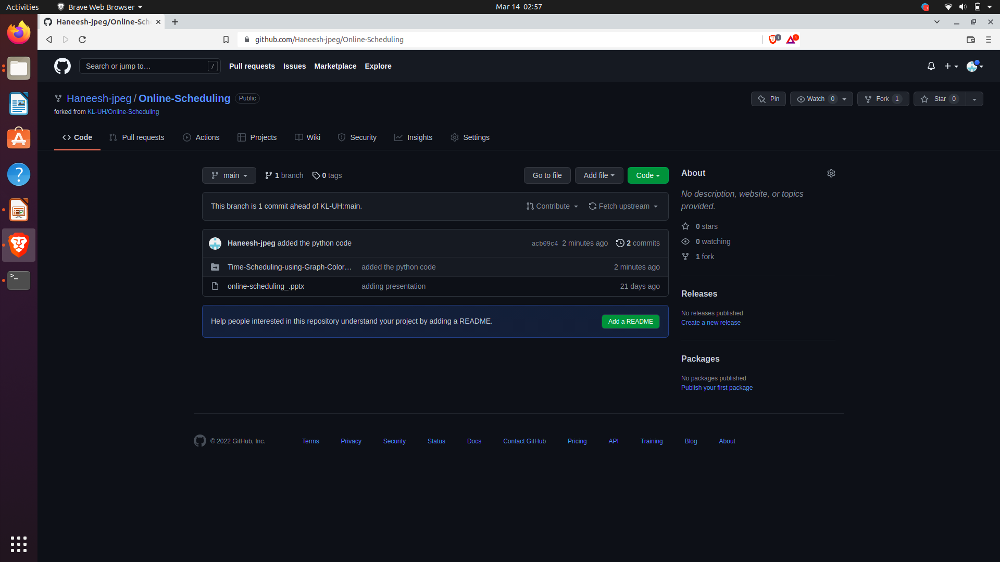 Activities
Brave Web Browser
Mar 14 02:57
Haneesh-jpeg/Online-Sch
github.com/Haneesh-jpeg/Online-Scheduling
1
1
Search or jump to…
/
Pull requests
Issues
Marketplace
Explore
Haneesh-jpeg / Online-Scheduling
Public
Pin
Watch 0
Fork 1
Star 0
forked from KL-UH/Online-Scheduling
Code
Pull requests
Actions
Projects
Wiki
Security
Insights
Settings
main
1 branch
0 tags
Go to file
Add file
Code
This branch is 1 commit ahead of KL-UH:main.
Contribute
Fetch upstream
Haneesh-jpeg added the python code
acb09c4 2 minutes ago
2 commits
Time-Scheduling-using-Graph-Color…
added the python code
2 minutes ago
online-scheduling_.pptx
adding presentation
21 days ago
Help people interested in this repository understand your project by adding a README.
Add a README
About
No description, website, or topics
provided.
0 stars
0 watching
1 fork
Releases
No releases published
Create a new release
Packages
No packages published
Publish your first package
© 2022 GitHub, Inc.
Terms
Privacy
Security
Status
Docs
Contact GitHub
Pricing
API
Training
Blog
About